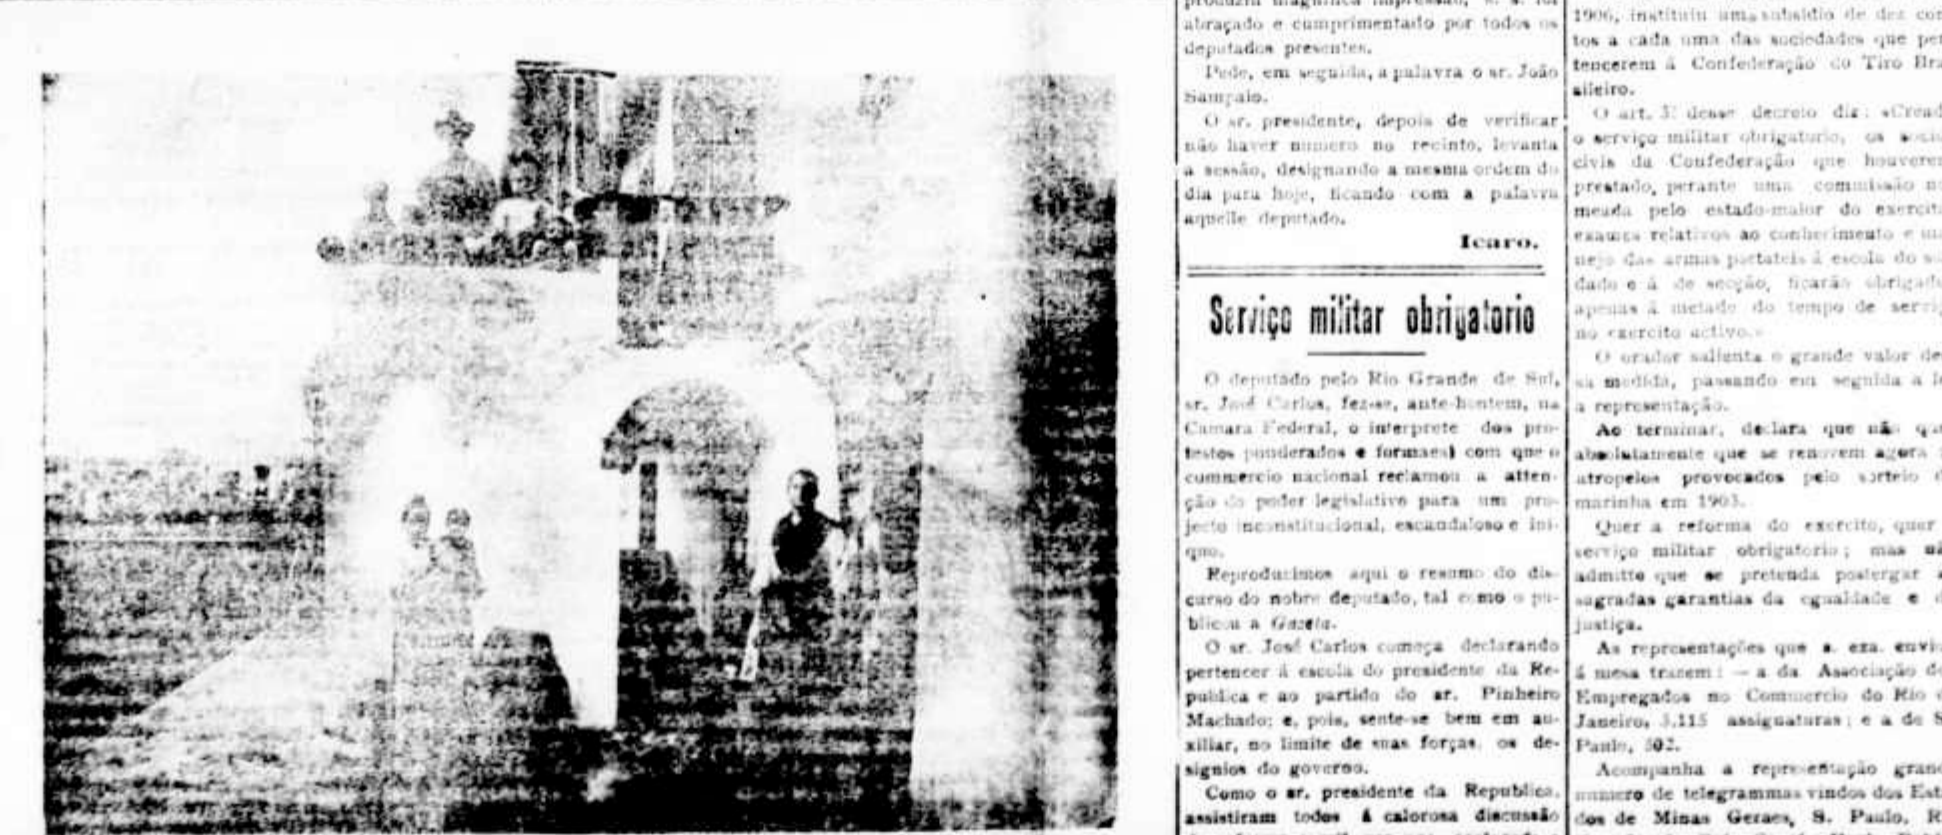 produziu magnifica impressão, s. s. foi
abraçado e cumprimentado por todos os
deputados presentes.
Pede, em seguida, a palavra o sr. João
Sampaio.
O sr. presidente, depois de verificar
não haver numero no recinto, levanta
a sessão, designando a mesma ordem do
dia para hoje, ficando com a palavra
aquelle deputado.
Icaro.
Serviço militar obrigatorio
O deputado pelo Rio Grande de Sul,
sr. José Carlos, fez-se, ante-hontem, na
Camara Federal, o interprete dos pro-
testos ponderados e formaes com que o
commercio nacional reclamou a atten-
ção do poder legislativo para um pro-
jecto inconstitucional, escandaloso e ini-
quo.
Reproduzimos aqui o resumo do dis-
curso do nobre deputado, tal como o pu-
blicou a Gazeta.
O sr. José Carlos começa declarando
pertencer á escola do presidente da Re-
publica e ao partido do sr. Pinheiro
Machado; e, pois, sente-se bem em au-
xiliar, no limite de suas forças, os de-
signios do governo.
Como o sr. presidente da Republica,
assistiram todos á calorosa discussão
1906, instituiu uma subsidio de dez con
tos a cada uma das sociedades que per
tencerem á Confederação do Tiro Bra
sileiro.
O art. 3º desse decreto diz: «Cread
o serviço militar obrigatorio, os socio
civis da Confederação que houverem
prestado, perante uma commissão no
meada pelo estado-maior do exercito
exames relativos ao conhecimento e ma
nejo das armas portateis á escola do sol
dado e á de secção, ficarão obrigado
apenas á metade do tempo de serviç
no exercito activo.»
O orador salienta o grande valor des
sa medida, passando em seguida a le
a representação.
Ao terminar, declara que não que
absolutamente que se renovem agora
atropelos provocados pelo sorteio d
marinha em 1903.
Quer a reforma do exercito, quer
serviço militar obrigatorio; mas nã
admitte que se pretenda postergar a
sagradas garantias da egualdade e d
justiça.
As representações que s. exa. envi
á mesa trazem: — a da Associação do
Empregados no Commercio do Rio d
Janeiro, 3.115 assignaturas; e a de S
Paulo, 502.
Acompanha a representação grand
numero de telegrammas vindos dos Esta
dos de Minas Geraes, S. Paulo, R